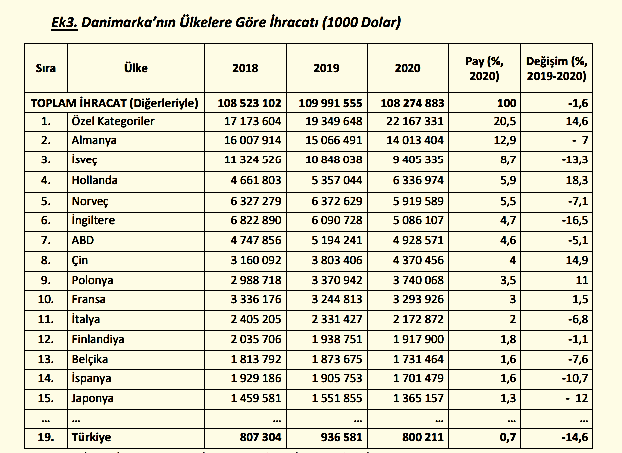 Ek3. Danimarka'nın Ülkelere Göre İhracatı (1000 Dolar)
Sıra Ülke 2018 2019 2020 Pay (%, 2020) Değişim (%, 2019-2020)
TOPLAM İHRACAT (Diğerleriyle) 108 523 102 109 991 555 108 274 883 100 -1,6
1. Özel Kategoriler 17 173 604 19 349 648 22 167 331 20,5 14,6
2. Almanya 16 007 914 15 066 491 14 013 404 12,9 - 7
3. İsveç 11 324 526 10 848 038 9 405 335 8,7 -13,3
4. Hollanda 4 661 803 5 357 044 6 336 974 5,9 18,3
5. Norveç 6 327 279 6 372 629 5 919 589 5,5 -7,1
6. İngiltere 6 822 890 6 090 728 5 086 107 4,7 -16,5
7. ABD 4 747 856 5 194 241 4 928 571 4,6 -5,1
8. Çin 3 160 092 3 803 406 4 370 456 4 14,9
9. Polonya 2 988 718 3 370 942 3 740 068 3,5 11
10. Fransa 3 336 176 3 244 813 3 293 926 3 1,5
11. İtalya 2 405 205 2 331 427 2 172 872 2 -6,8
12. Finlandiya 2 035 706 1 938 751 1 917 900 1,8 -1,1
13. Belçika 1 813 792 1 873 675 1 731 464 1,6 -7,6
14. İspanya 1 929 186 1 905 753 1 701 479 1,6 -10,7
15. Japonya 1 459 581 1 551 855 1 365 157 1,3 - 12
... ... ... ... ... ... ...
19. Türkiye 807 304 936 581 800 211 0,7 -14,6